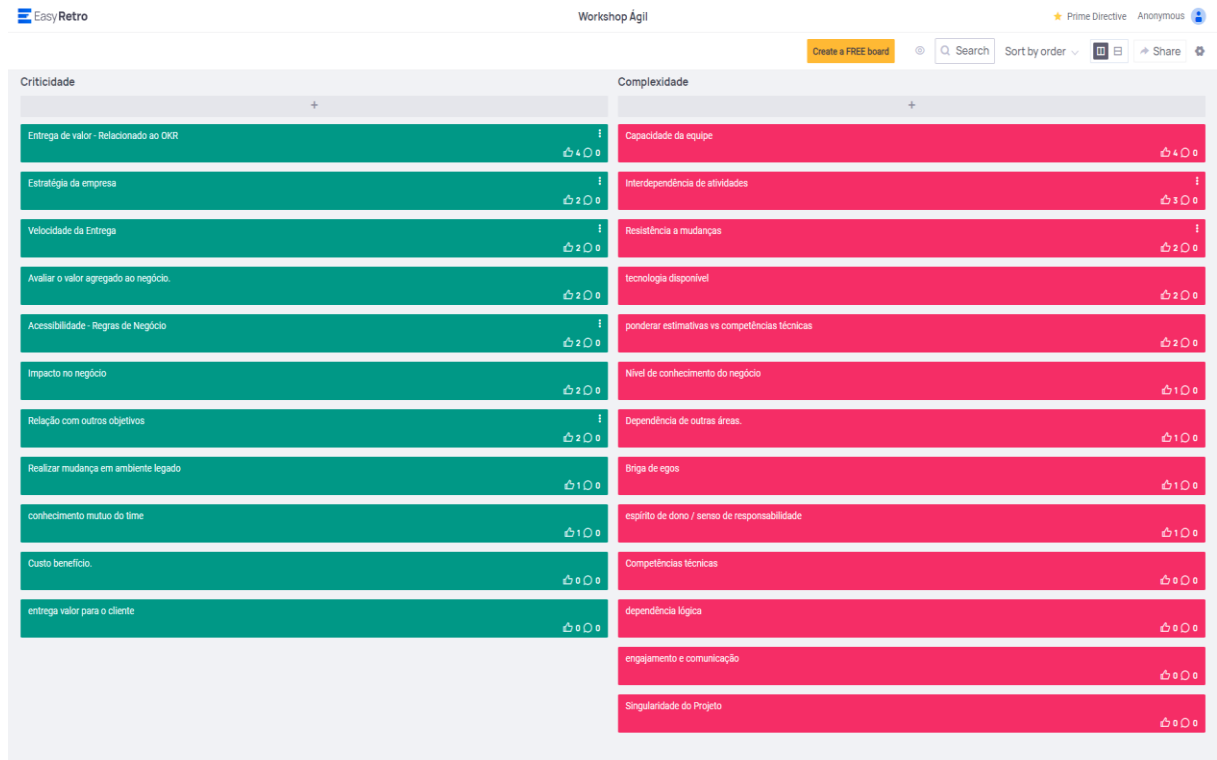 EasyRetro
Workshop Ágil
Prime Directive Anonymous
Create a FREE board
Search
Sort by order
Share
Criticidade
+
Entrega de valor - Relacionado ao OKR
4 0
Estratégia da empresa
2 0
Velocidade da Entrega
2 0
Avaliar o valor agregado ao negócio.
2 0
Acessibilidade - Regras de Negócio
2 0
Impacto no negócio
2 0
Relação com outros objetivos
2 0
Realizar mudança em ambiente legado
1 0
conhecimento mutuo do time
1 0
Custo benefício.
0 0
entrega valor para o cliente
0 0
Complexidade
+
Capacidade da equipe
4 0
Interdependência de atividades
3 0
Resistência a mudanças
2 0
tecnologia disponível
2 0
ponderar estimativas vs competências técnicas
2 0
Nível de conhecimento do negócio
1 0
Dependência de outras áreas.
1 0
Briga de egos
1 0
espírito de dono / senso de responsabilidade
1 0
Competências técnicas
0 0
dependência lógica
0 0
engajamento e comunicação
0 0
Singularidade do Projeto
0 0